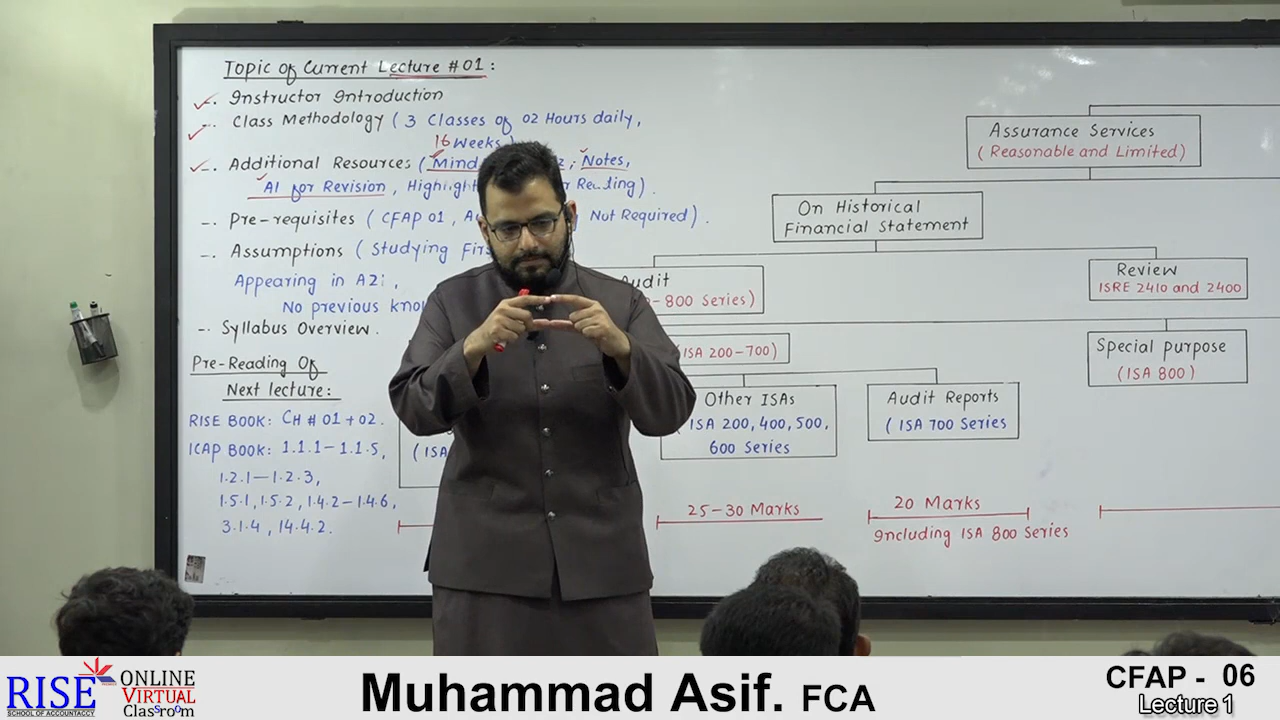 Topic of Current Lecture #01:
-. Instructor Introduction
-. Class Methodology ( 3 Classes of 02 Hours daily,
16 Weeks)
-. Additional Resources ( Mind ; Notes,
AI for Revision , Highlight
-. Pre-requisites ( CFAP 01 , Not Required ) .
-. Assumptions ( Studying
Appearing in
No previous
-. Syllabus Overview .
Pre-Reading Of
Next lecture:
RISE BOOK: CH # 01 + 02 .
ICAP BOOK: 1.1.1 - 1.1.5,
1.2.1 - 1.2.3,
1.5.1, 1.5.2, 1.4.2 - 1.4.6,
3.1.4 , 14.4.2.
Assurance Services
( Reasonable and Limited)
On Historical
Financial Statement
Audit
-800 Series)
Review
ISRE 2410 and 2400
(ISA 200-700)
Special purpose
(ISA 800)
Other ISAs
ISA 200, 400, 500,
600 Series
Audit Reports
( ISA 700 Series
25-30 Marks
20 Marks
Including ISA 800 Series
RISE
SCHOOL OF ACCOUNTANCY
ONLINE
VIRTUAL
Classroom
Muhammad Asif. FCA
CFAP - 06
Lecture 1